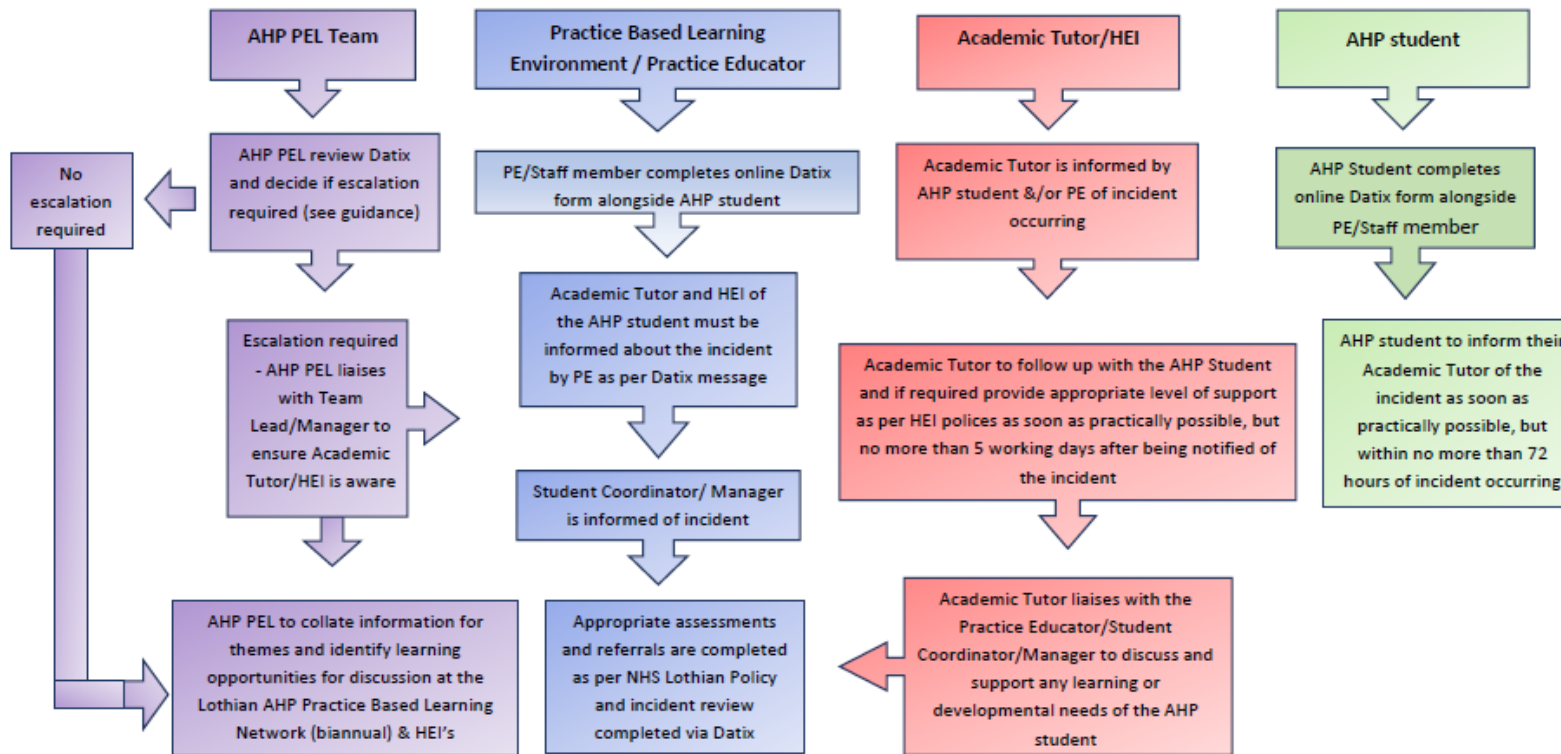 AHP PEL Team
AHP PEL review Datix
and decide if escalation
required (see guidance)
No
escalation
required
Escalation required
- AHP PEL liaises
with Team
Lead/Manager to
ensure Academic
Tutor/HEI is aware
AHP PEL to collate information for
themes and identify learning
opportunities for discussion at the
Lothian AHP Practice Based Learning
Network (biannual) & HEI's
Practice Based Learning
Environment / Practice Educator
PE/Staff member completes online Datix
form alongside AHP student
Academic Tutor and HEI of
the AHP student must be
informed about the incident
by PE as per Datix message
Student Coordinator/ Manager
is informed of incident
Appropriate assessments
and referrals are completed
as per NHS Lothian Policy
and incident review
completed via Datix
Academic Tutor/HEI
Academic Tutor is informed by
AHP student &/or PE of incident
occurring
Academic Tutor to follow up with the AHP Student
and if required provide appropriate level of support
as per HEI polices as soon as practically possible, but
no more than 5 working days after being notified of
the incident
Academic Tutor liaises with the
Practice Educator/Student
Coordinator/Manager to discuss and
support any learning or
developmental needs of the AHP
student
AHP student
AHP Student completes
online Datix form alongside
PE/Staff member
AHP student to inform their
Academic Tutor of the
incident as soon as
practically possible, but
within no more than 72
hours of incident occurring